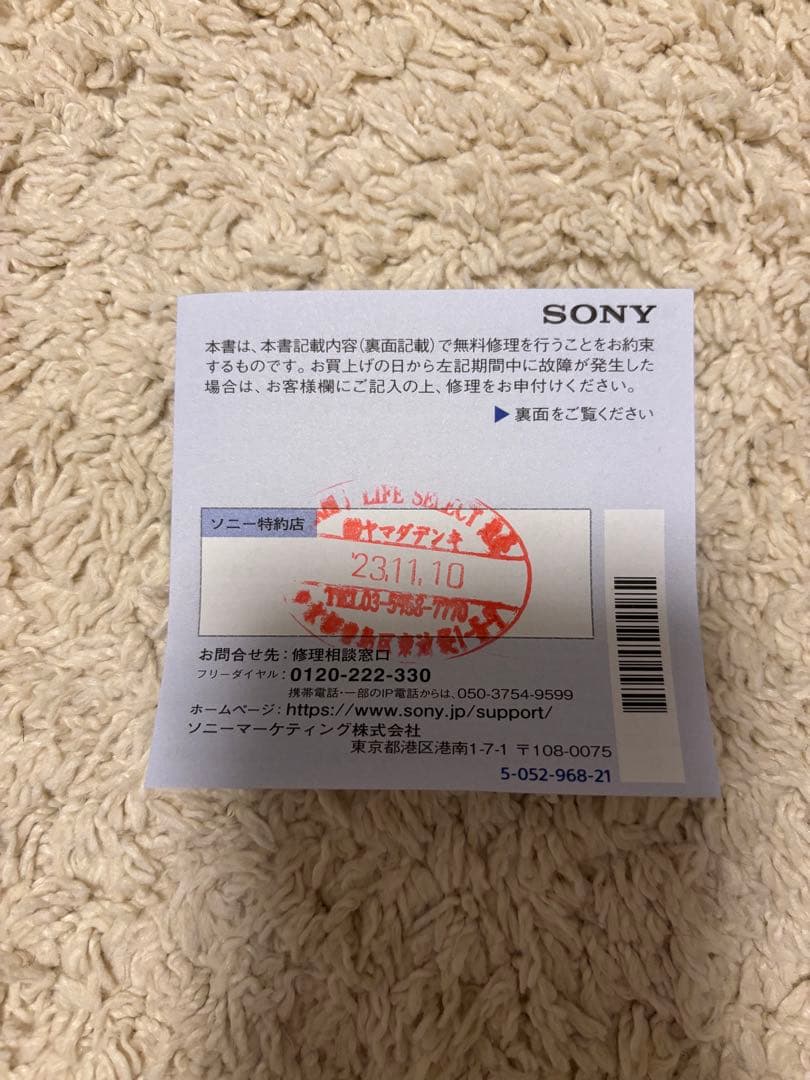 SONY
本書は、本書記載内容(裏面記載)で無料修理を行うことをお約束
するものです。お買上げの日から左記期間中に故障が発生した
場合は、お客様欄にご記入の上、修理をお申付けください。
▶ 裏面をご覧ください
ソニー特約店
LIFE SELECT
ヤマダデンキ
'23.11.10
TEL03-5958-7770
お問合せ先:修理相談窓口
フリーダイヤル:0120-222-330
携帯電話・一部のIP電話からは、050-3754-9599
ホームページ:https://www.sony.jp/support/
ソニーマーケティング株式会社
東京都港区港南1-7-1 〒108-0075
5-052-968-21